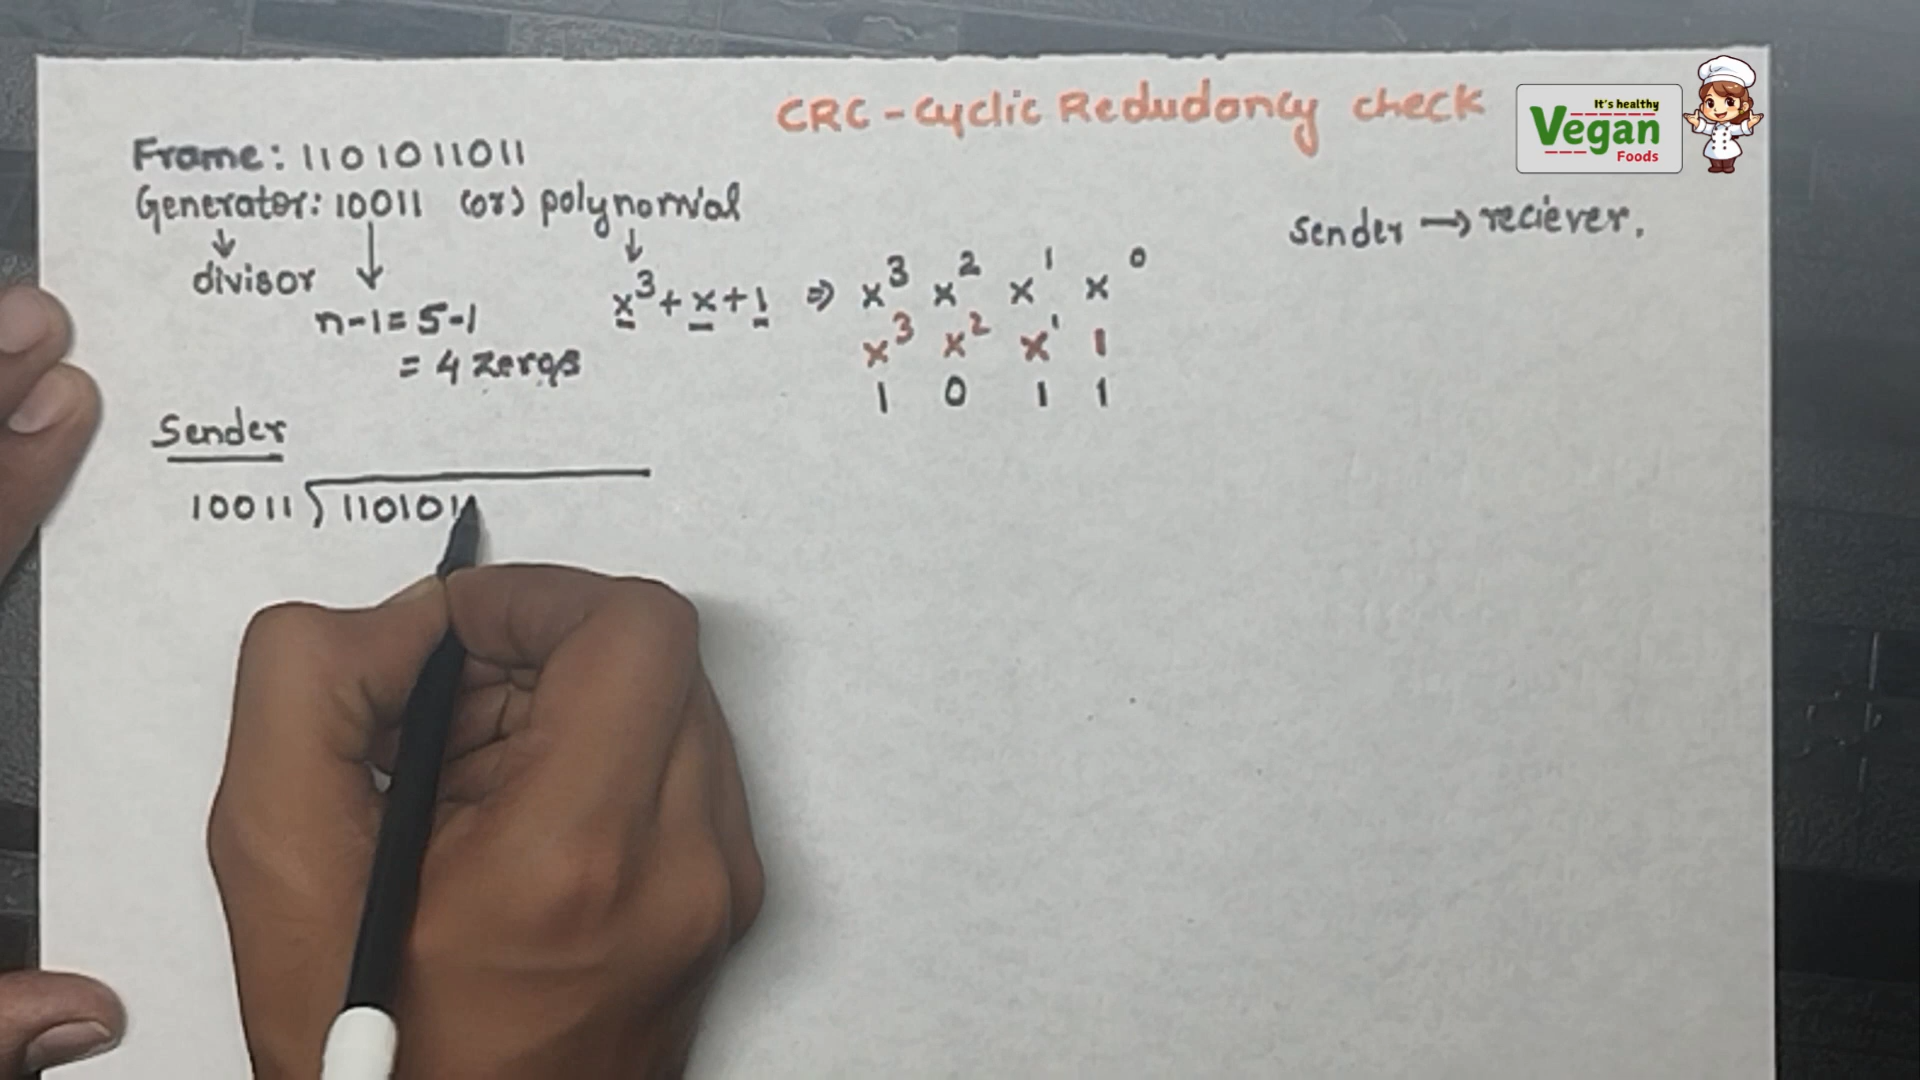 CRC - Cyclic Redudancy check
It's healthy
Vegan
Foods
Frame: 1101011011
Generator: 10011 (or) polynomial
Sender → reciever.
↓ ↓ ↓
divisor
n-1 = 5-1
= 4 zeros
x³ + x + 1 ⇒ x³ x² x¹ x⁰
x³ x² x¹ 1
1 0 1 1
Sender
10011 ) 110101